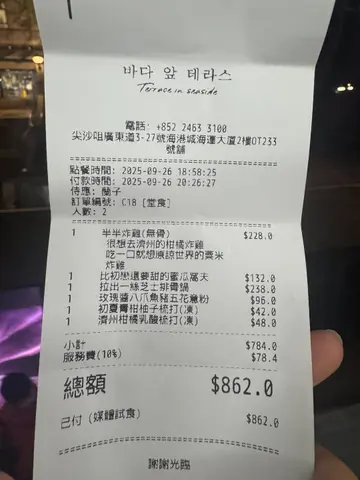 바다 앞 테라스
Terrace in seaside
電話: +852 2463 3100
尖沙咀廣東道3-27號海港城海運大廈2樓OT233
號舖
點餐時間: 2025-09-26 18:58:25
付款時間: 2025-09-26 20:26:27
侍應: 蘭子
訂單編號: C18 [堂食]
人數: 2
1 半半炸雞(無骨) $228.0
很想去濟州的柑橘炸雞
吃一口就想原諒世界的粟米
炸雞
1 比初戀還要甜的蜜瓜窩夫 $132.0
1 拉出一絲芝士排骨鍋 $238.0
1 玫瑰醬八爪魚豬五花意粉 $96.0
1 初夏青柑柚子梳打(凍) $42.0
1 濟州柑橘乳酸梳打(凍) $48.0
小計 $784.0
服務費(10%) $78.4
總額 $862.0
已付 (媒體試食) $862.0
謝謝光臨